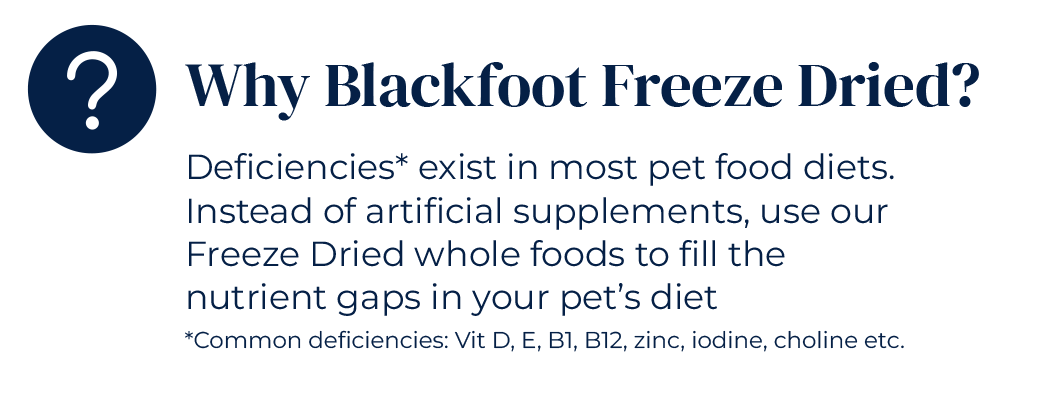 ?
Why Blackfoot Freeze Dried?
Deficiencies* exist in most pet food diets.
Instead of artificial supplements, use our
Freeze Dried whole foods to fill the
nutrient gaps in your pet’s diet
*Common deficiencies: Vit D, E, B1, B12, zinc, iodine, choline etc.